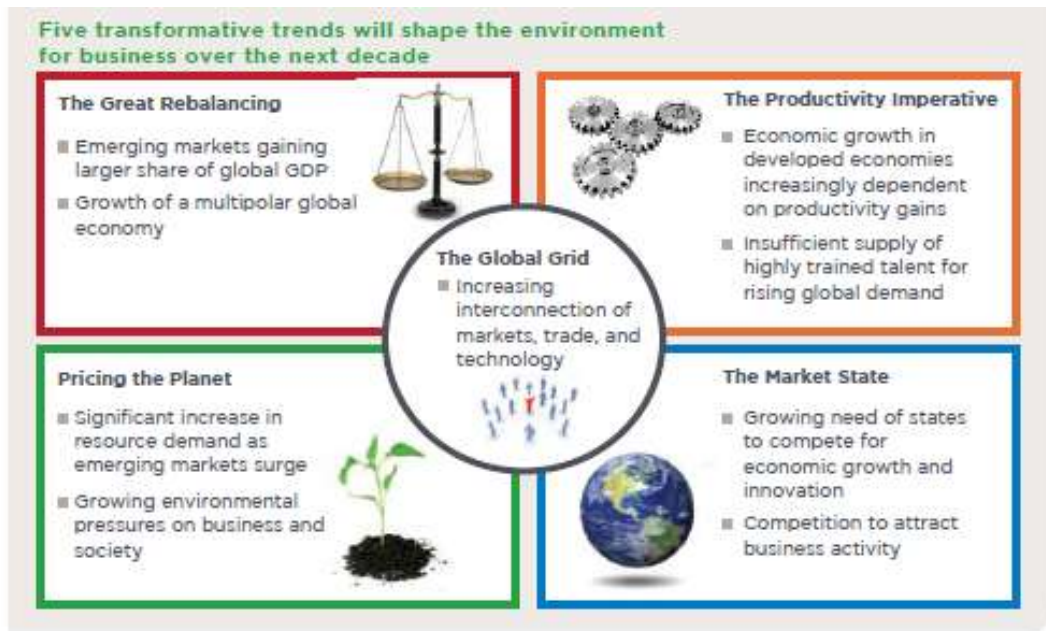 Five transformative trends will shape the environment
for business over the next decade
The Great Rebalancing
Emerging markets gaining
larger share of global GDP
Growth of a multipolar global
economy
The Productivity Imperative
Economic growth in
developed economies
increasingly dependent
on productivity gains
Insufficient supply of
highly trained talent for
rising global demand
The Global Grid
Increasing
interconnection of
markets, trade, and
technology
Pricing the Planet
Significant increase in
resource demand as
emerging markets surge
Growing environmental
pressures on business and
society
The Market State
Growing need of states
to compete for
economic growth and
innovation
Competition to attract
business activity